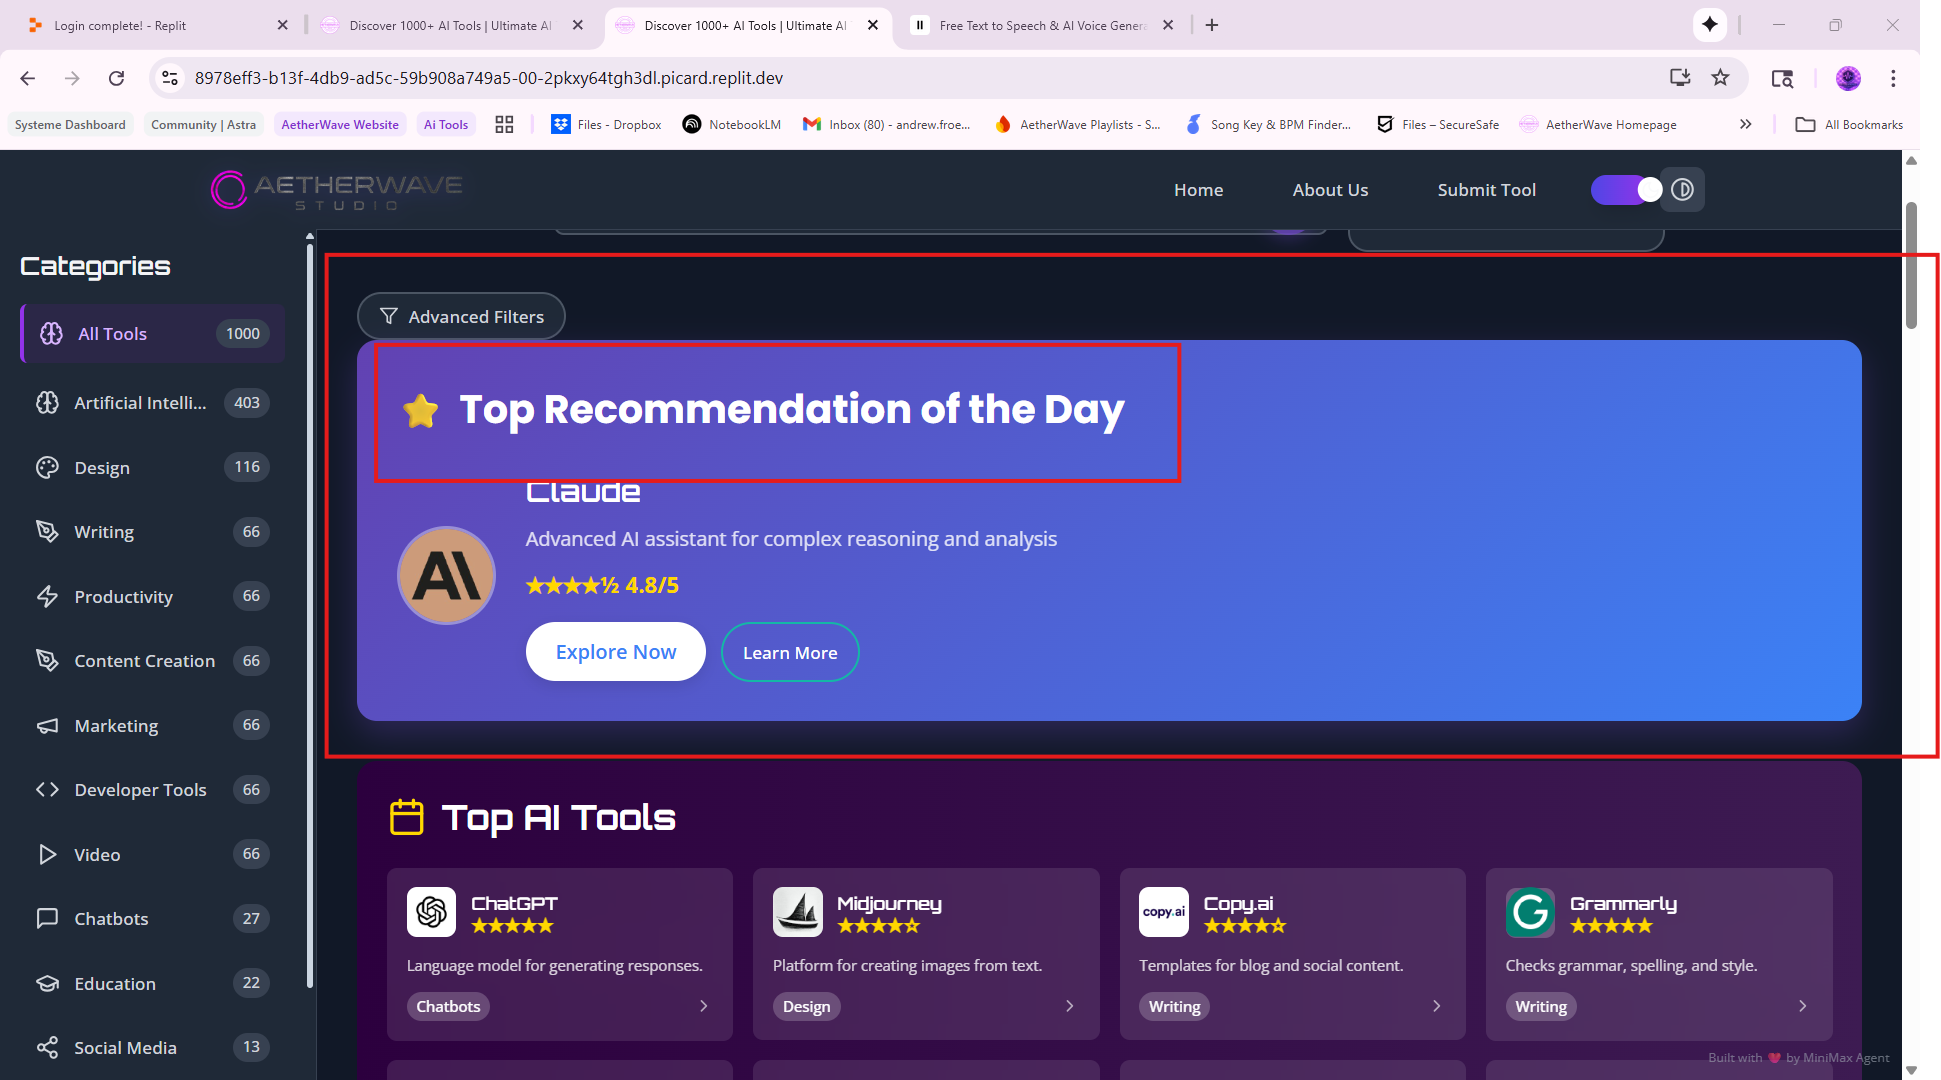 Login complete! - Replit
Discover 1000+ AI Tools | Ultimate AI
Discover 1000+ AI Tools | Ultimate AI
Free Text to Speech & AI Voice Genera
8978eff3-b13f-4db9-ad5c-59b908a749a5-00-2pkxy64tgh3dl.picard.replit.dev
Systeme Dashboard
Community | Astra
AetherWave Website
Ai Tools
Files - Dropbox
NotebookLM
Inbox (80) - andrew.froe...
AetherWave Playlists - S...
Song Key & BPM Finder...
Files – SecureSafe
AetherWave Homepage
All Bookmarks
AETHERWAVE
STUDIO
Home
About Us
Submit Tool
Categories
All Tools 1000
Artificial Intelli... 403
Design 116
Writing 66
Productivity 66
Content Creation 66
Marketing 66
Developer Tools 66
Video 66
Chatbots 27
Education 22
Social Media 13
Advanced Filters
Top Recommendation of the Day
Claude
AI
Advanced AI assistant for complex reasoning and analysis
★★★★½ 4.8/5
Explore Now
Learn More
Top AI Tools
ChatGPT
★★★★★
Language model for generating responses.
Chatbots
Midjourney
★★★★☆
Platform for creating images from text.
Design
copy.ai
Copy.ai
★★★★☆
Templates for blog and social content.
Writing
G
Grammarly
★★★★★
Checks grammar, spelling, and style.
Writing
Built with ❤ by MiniMax Agent